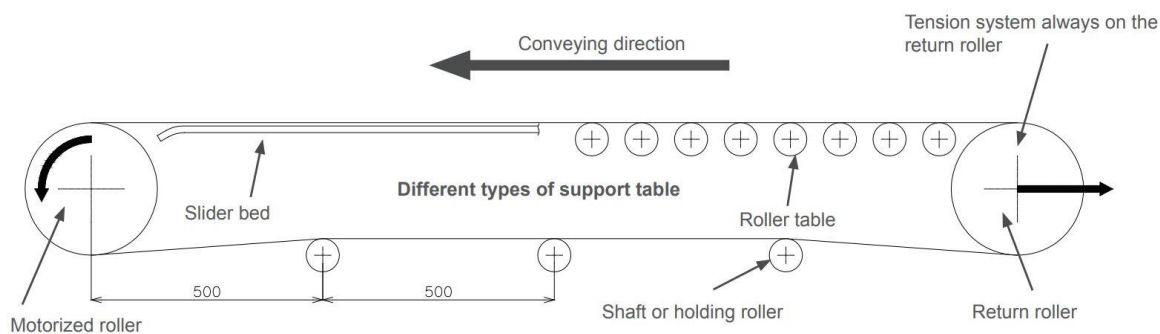 Tension system always on the
return roller
Conveying direction
Different types of support table
Slider bed
Roller table
500
500
Shaft or holding roller
Return roller
Motorized roller